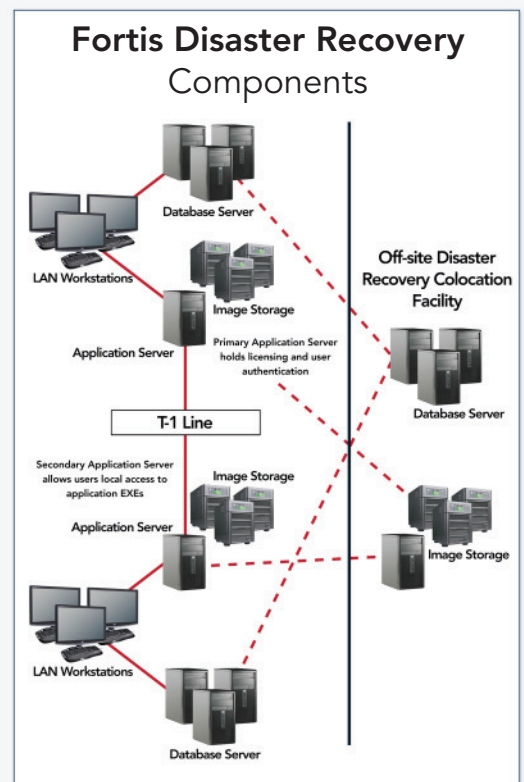 Fortis Disaster Recovery
Components
Database Server
LAN Workstations
Image Storage
Application Server
Primary Application Server
holds licensing and user
authentication
Off-site Disaster
Recovery Colocation
Facility
Database Server
T-1 Line
Secondary Application Server
allows users local access to
application EXEs
Image Storage
Application Server
Image Storage
LAN Workstations
Database Server